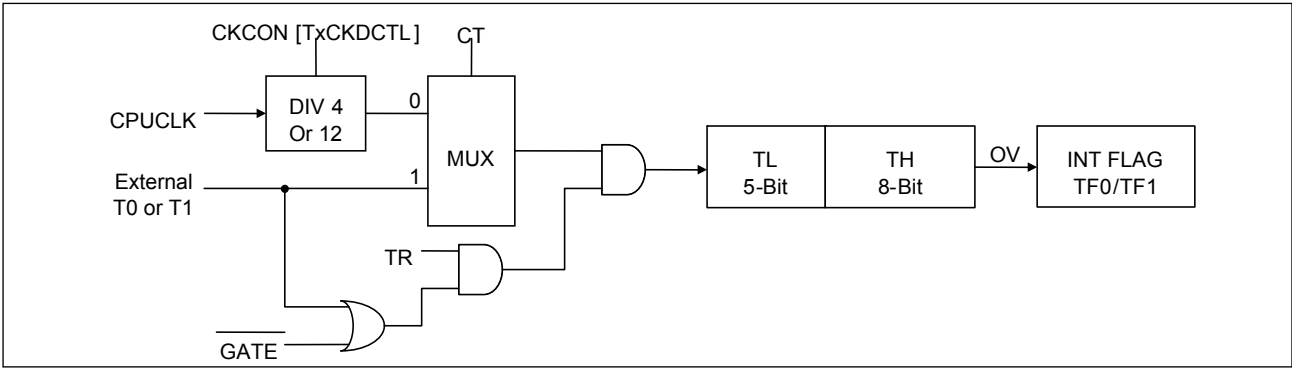 CKCON [TxCKDCTL]
CT
CPUCLK
DIV 4
Or 12
0
MUX
1
External
T0 or T1
TR
GATE
TL
5-Bit
TH
8-Bit
OV
INT FLAG
TF0/TF1